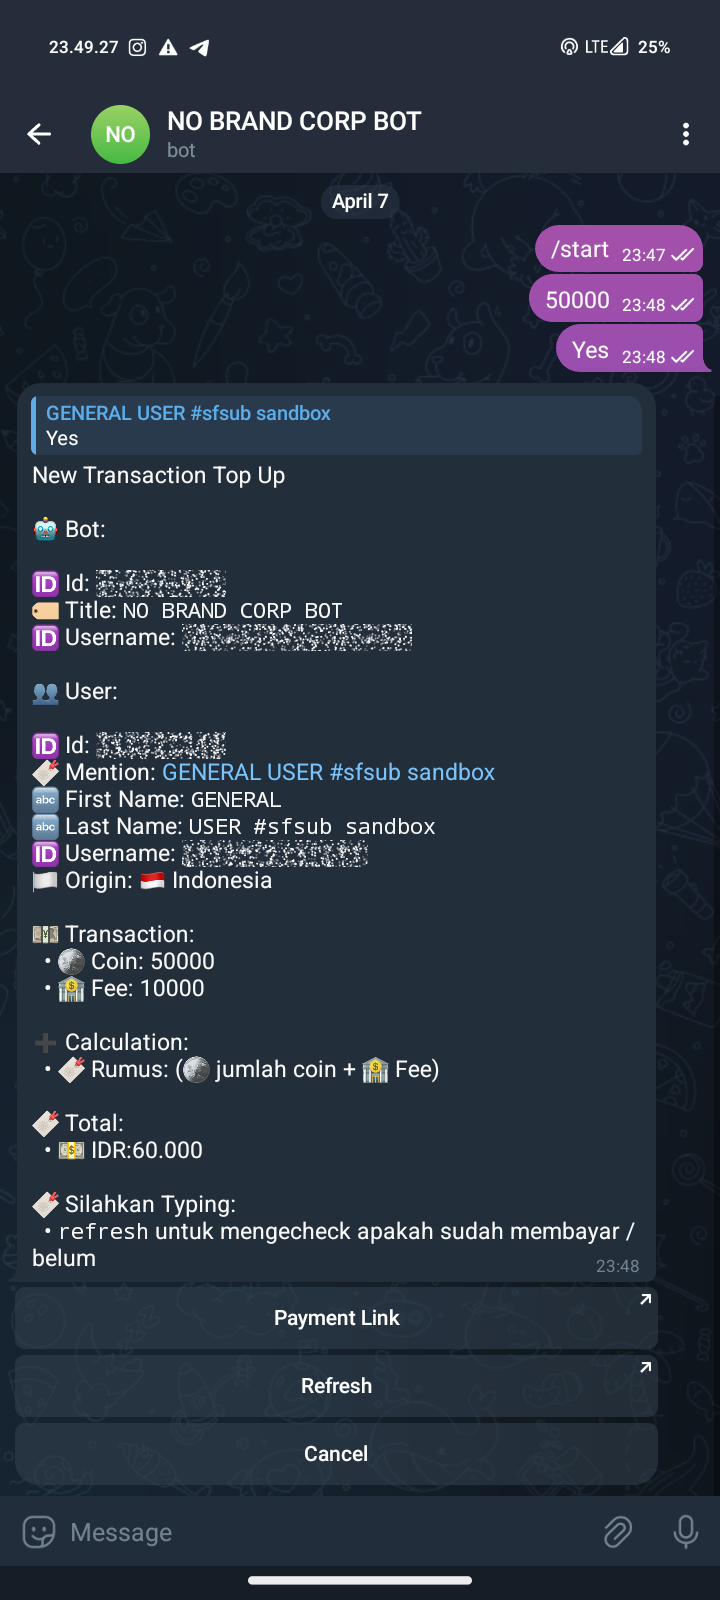 23.49.27 LTE 25%
NO NO BRAND CORP BOT
bot
April 7
/start 23:47
50000 23:48
Yes 23:48
GENERAL USER #sfsub sandbox
Yes
New Transaction Top Up
🤖 Bot:
🆔 Id:
🏷️ Title: NO BRAND CORP BOT
🆔 Username:
👥 User:
🆔 Id:
Mention: GENERAL USER #sfsub sandbox
🔤 First Name: GENERAL
🔤 Last Name: USER #sfsub sandbox
🆔 Username:
🏳️ Origin: 🇮🇩 Indonesia
💴 Transaction:
• 🪙 Coin: 50000
• 🏦 Fee: 10000
➕ Calculation:
• Rumus: (🪙 jumlah coin + 🏦 Fee)
Total:
• 💵 IDR:60.000
Silahkan Typing:
• refresh untuk mengecheck apakah sudah membayar /
belum 23:48
Payment Link
Refresh
Cancel
Message